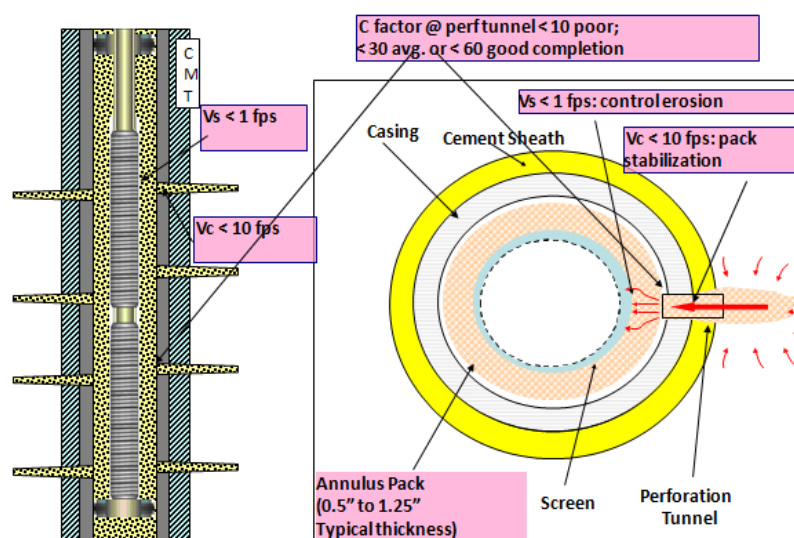 C factor @ perf tunnel < 10 poor;
< 30 avg. or < 60 good completion
C
M
T
Vs < 1 fps
Vc < 10 fps
Casing
Cement Sheath
Vs < 1 fps: control erosion
Vc < 10 fps: pack
stabilization
Annulus Pack
(0.5” to 1.25”
Typical thickness)
Screen
Perforation
Tunnel